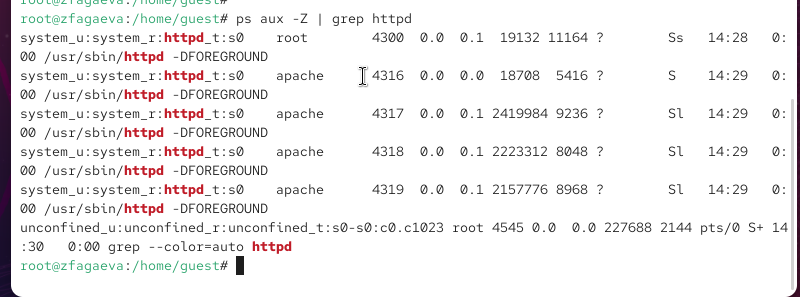 root@zfagaeva:/home/guest#
root@zfagaeva:/home/guest# ps aux -Z | grep httpd
system_u:system_r:httpd_t:s0    root        4300  0.0  0.1  19132 11164 ?        Ss   14:28   0:
00 /usr/sbin/httpd -DFOREGROUND
system_u:system_r:httpd_t:s0    apache      4316  0.0  0.0  18708  5416 ?        S    14:29   0:
00 /usr/sbin/httpd -DFOREGROUND
system_u:system_r:httpd_t:s0    apache      4317  0.0  0.1 2419984 9236 ?        Sl   14:29   0:
00 /usr/sbin/httpd -DFOREGROUND
system_u:system_r:httpd_t:s0    apache      4318  0.0  0.1 2223312 8048 ?        Sl   14:29   0:
00 /usr/sbin/httpd -DFOREGROUND
system_u:system_r:httpd_t:s0    apache      4319  0.0  0.1 2157776 8968 ?        Sl   14:29   0:
00 /usr/sbin/httpd -DFOREGROUND
unconfined_u:unconfined_r:unconfined_t:s0-s0:c0.c1023 root 4545 0.0  0.0 227688 2144 pts/0 S+ 14
:30   0:00 grep --color=auto httpd
root@zfagaeva:/home/guest#